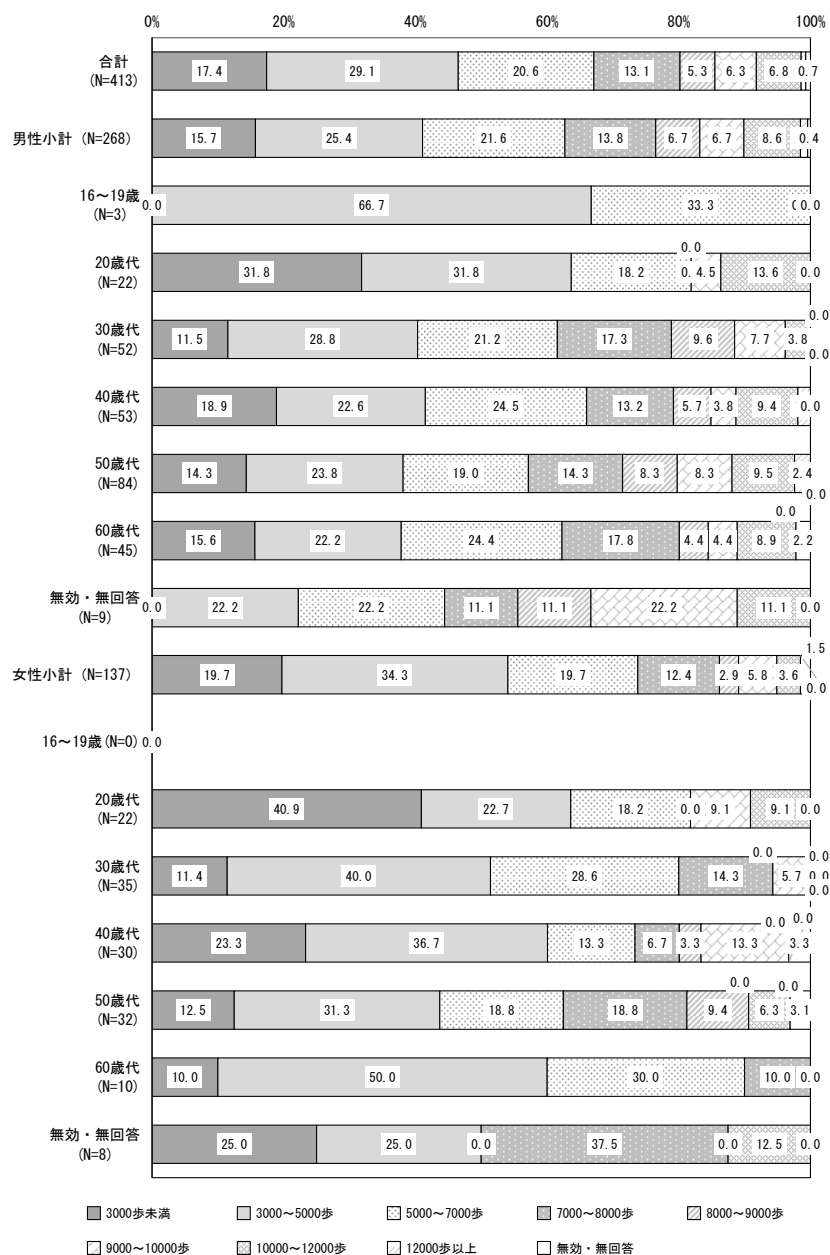 0% 20% 40% 60% 80% 100%
合計
(N=413)
17.4 29.1 20.6 13.1 5.3 6.3 6.8 0.7
男性小計 (N=268)
15.7 25.4 21.6 13.8 6.7 6.7 8.6 0.4
16～19歳
(N=3)
0.0 66.7 33.3 0.0
0.0
20歳代
(N=22)
31.8 31.8 18.2 4.5 13.6 0.0
0.0
30歳代
(N=52)
11.5 28.8 21.2 17.3 9.6 7.7 3.8
0.0
40歳代
(N=53)
18.9 22.6 24.5 13.2 5.7 3.8 9.4 0.0
50歳代
(N=84)
14.3 23.8 19.0 14.3 8.3 8.3 9.5 2.4
0.0
0.0
60歳代
(N=45)
15.6 22.2 24.4 17.8 4.4 4.4 8.9 2.2
無効・無回答
(N=9)
0.0 22.2 22.2 11.1 11.1 22.2 11.1 0.0
1.5
女性小計 (N=137)
19.7 34.3 19.7 12.4 2.9 5.8 3.6
0.0
16～19歳(N=0) 0.0
20歳代
(N=22)
40.9 22.7 18.2 0.0 9.1 9.1 0.0
0.0 0.0
30歳代
(N=35)
11.4 40.0 28.6 14.3 5.7 0.0
0.0
0.0 0.0
40歳代
(N=30)
23.3 36.7 13.3 6.7 3.3 13.3 3.3
0.0 0.0
50歳代
(N=32)
12.5 31.3 18.8 18.8 9.4 6.3 3.1
60歳代
(N=10)
10.0 50.0 30.0 10.0 0.0
無効・無回答
(N=8)
25.0 25.0 0.0 37.5 0.0 12.5 0.0
3000歩未満 3000～5000歩 5000～7000歩 7000～8000歩 8000～9000歩
9000～10000歩 10000～12000歩 12000歩以上 無効・無回答